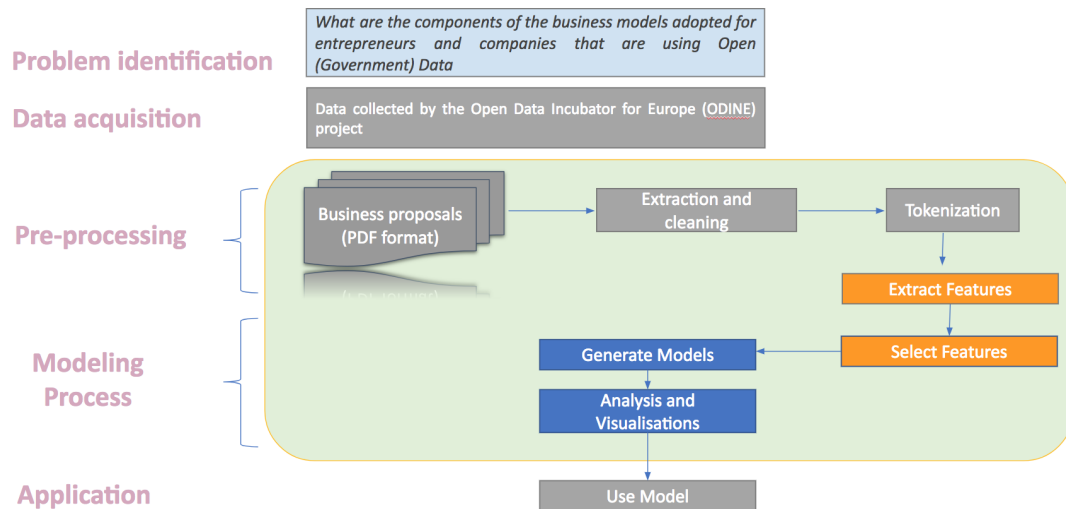 What are the components of the business models adopted for
entrepreneurs and companies that are using Open
(Government) Data
Problem identification
Data acquisition
Data collected by the Open Data Incubator for Europe (ODINE)
project
Pre-processing
Business proposals
(PDF format)
Extraction and
cleaning
Tokenization
Extract Features
Modeling
Process
Generate Models
Select Features
Analysis and
Visualisations
Application
Use Model